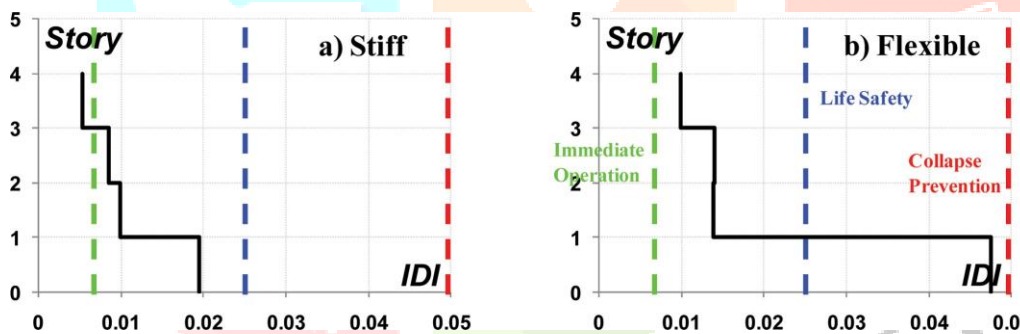 5
4
3
2
1
0
Story
a) Stiff
IDI
0
0.01
0.02
0.03
0.04
0.05
5
4
3
2
1
0
Story
b) Flexible
Life Safety
Immediate
Operation
Collapse
Prevention
IDI
0
0.01
0.02
0.03
0.04
0.0